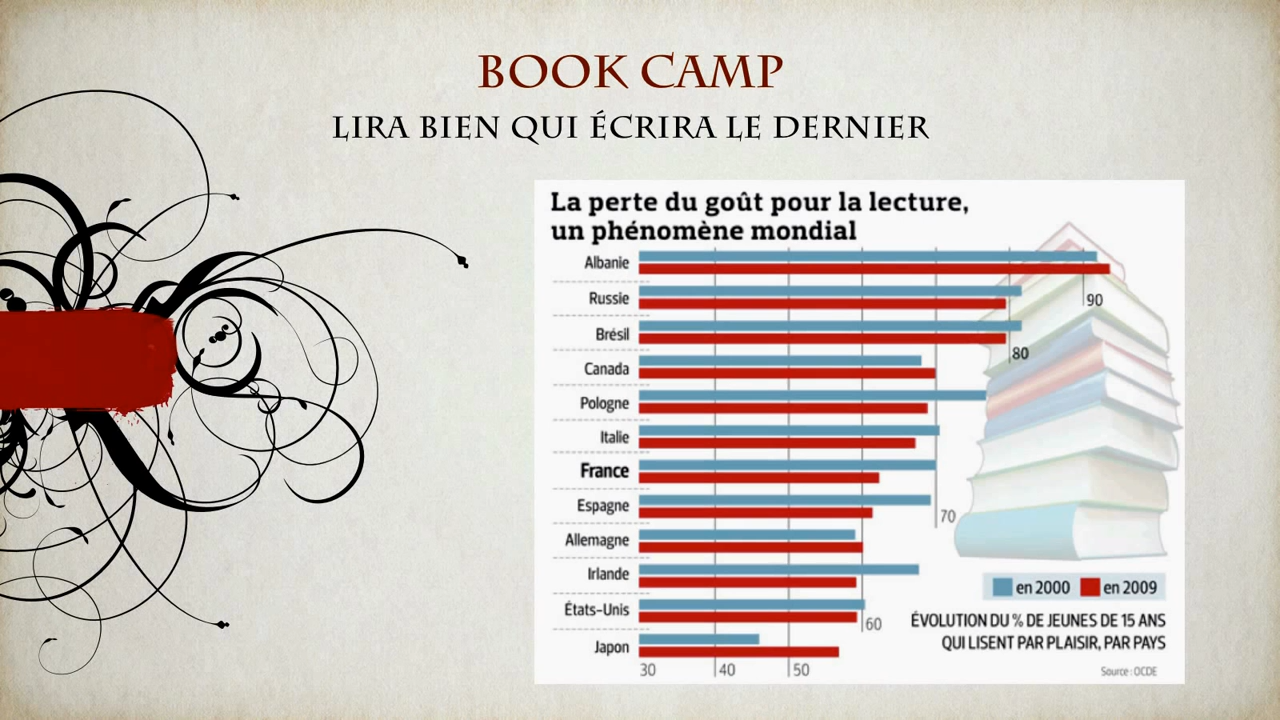 BOOK CAMP
LIRA BIEN QUI ÉCRIRA LE DERNIER
La perte du goût pour la lecture,
un phénomène mondial
Albanie
Russie
90
Brésil
80
Canada
Pologne
Italie
France
Espagne
70
Allemagne
Irlande
en 2000 en 2009
États-Unis
60
ÉVOLUTION DU % DE JEUNES DE 15 ANS
QUI LISENT PAR PLAISIR, PAR PAYS
Japon
30 40 50
Source : OCDE